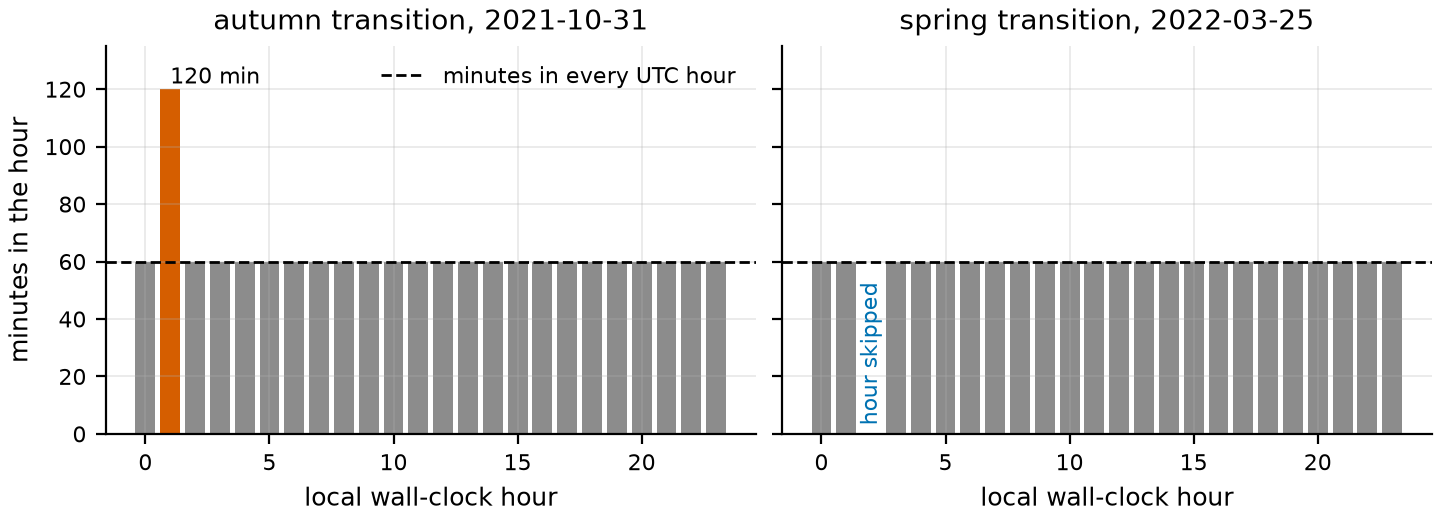 autumn transition, 2021-10-31
120 min
minutes in every UTC hour
minutes in the hour
120
100
80
60
40
20
0
0 5 10 15 20
local wall-clock hour
spring transition, 2022-03-25
hour skipped
0 5 10 15 20
local wall-clock hour